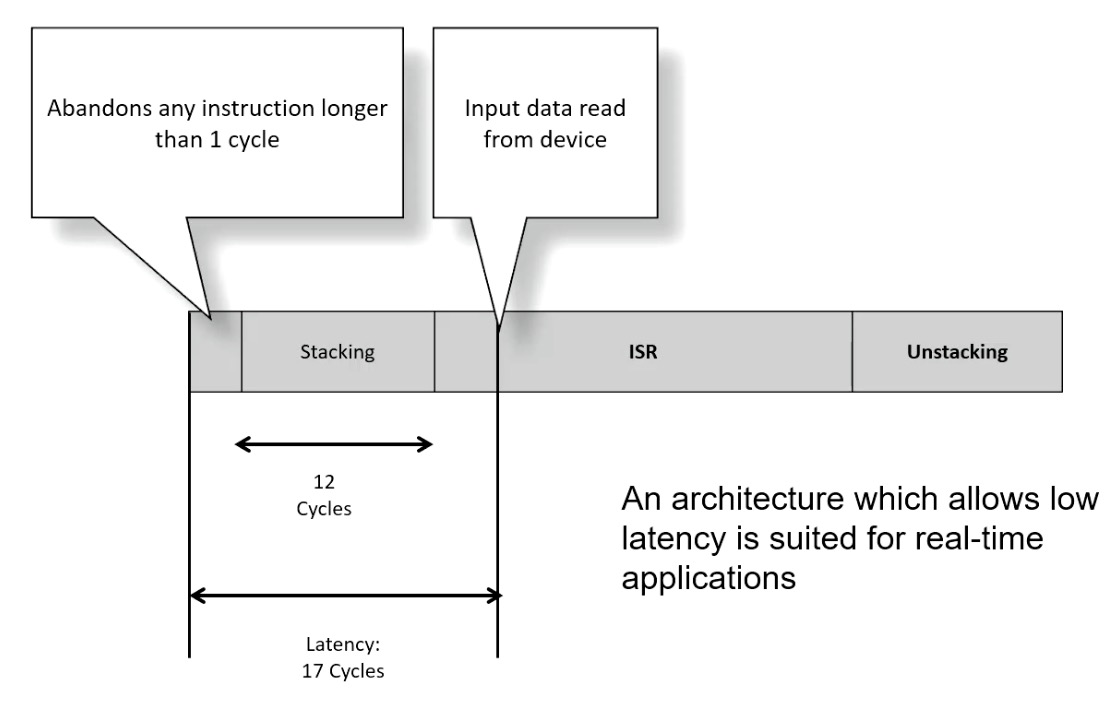 Abandons any instruction longer
than 1 cycle
Input data read
from device
Stacking
ISR
Unstacking
12
Cycles
An architecture which allows low
latency is suited for real-time
applications
Latency:
17 Cycles